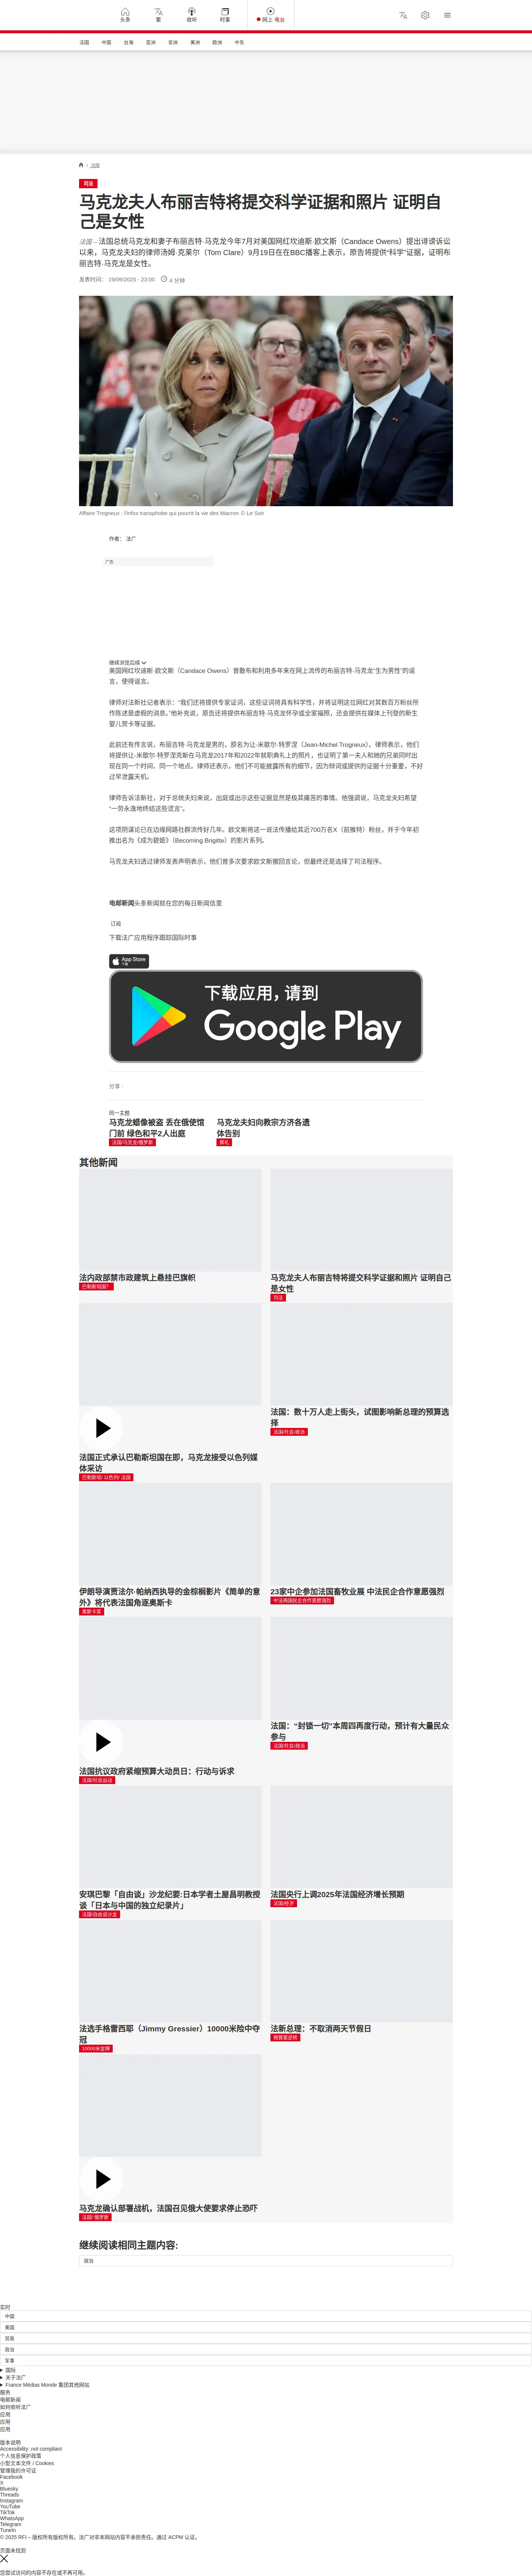 头条
繁
收听
时事
网上 电台
法国
中国
台海
亚洲
非洲
美洲
欧洲
中东
/ 法国
司法
马克龙夫人布丽吉特将提交科学证据和照片 证明自
己是女性
法国 – 法国总统马克龙和妻子布丽吉特·马克龙今年7月对美国网红坎迪斯·欧文斯（Candace Owens）提出诽谤诉讼
以来，马克龙夫妇的律师汤姆·克莱尔（Tom Clare）9月19日在在BBC播客上表示，原告将提供“科学”证据，证明布
丽吉特·马克龙是女性。
发表时间： 19/09/2025 - 23:00 4 分钟
Affaire Trogneux : l'infox transphobe qui pourrit la vie des Macron © Le Soir
作者： 法广
广告
继续浏览后续
美国网红坎迪斯·欧文斯（Candace Owens）曾散布和利用多年来在网上流传的布丽吉特·马克龙“生为男性”的谣
言，使得谣言。
律师对法新社记者表示：“我们还将提供专家证词，这些证词将具有科学性，并将证明这位网红对其数百万粉丝所
作陈述是虚假的消息。”他补充说，原告还将提供布丽吉特·马克龙怀孕或全家福照，还会提供在媒体上刊登的新生
婴儿贺卡等证据。
此前还有传言说，布丽吉特·马克龙是男的，原名为让-米歇尔·特罗涅（Jean-Michel Trogneux）。律师表示，他们
将提供让-米歇尔·特罗涅克斯在马克龙2017年和2022年就职典礼上的照片，也证明了第一夫人和她的兄弟同时出
现在同一个时间、同一个地点。律师还表示，他们不可能披露所有的细节，因为辩词或提供的证据十分重要，不好
过早泄露天机。
律师告诉法新社，对于总统夫妇来说，出庭或出示这些证据显然是极其痛苦的事情。他强调说，马克龙夫妇希望
“一劳永逸地终结这些谎言”。
这项阴谋论已在边缘网路社群流传好几年。欧文斯将这一说法传播给其近700万名X（前推特）粉丝，并于今年初
推出名为《成为碧姬》（Becoming Brigitte）的影片系列。
马克龙夫妇透过律师发表声明表示，他们曾多次要求欧文斯撤回言论，但最终还是选择了司法程序。
电邮新闻头条新闻就在您的每日新闻信里
订阅
下载法广应用程序跟踪国际时事
App Store
下载
下载应用，请到
Google Play
分享 :
同一主题
马克龙蜡像被盗 丢在俄使馆
门前 绿色和平2人出庭
法国/马克龙/俄罗斯
马克龙夫妇向教宗方济各遗
体告别
葬礼
其他新闻
法内政部禁市政建筑上悬挂巴旗帜
巴勒斯坦国？
马克龙夫人布丽吉特将提交科学证据和照片 证明自己
是女性
司法
法国正式承认巴勒斯坦国在即，马克龙接受以色列媒
体采访
巴勒斯坦/ 以色列/ 法国
法国：数十万人走上街头，试图影响新总理的预算选
择
法国/社会/政治
伊朗导演贾法尔·帕纳西执导的金棕榈影片《简单的意
外》将代表法国角逐奥斯卡
奥斯卡奖
23家中企参加法国畜牧业展 中法民企合作意愿强烈
中法两国民企合作意愿强烈
法国抗议政府紧缩预算大动员日：行动与诉求
法国/社会运动
法国：“封锁一切”本周四再度行动，预计有大量民众
参与
法国/社会/政治
安琪巴黎「自由谈」沙龙纪要:日本学者土屋昌明教授
谈「日本与中国的独立纪录片」
法国/自由谈沙龙
法国央行上调2025年法国经济增长预期
法国/经济
法选手格雷西耶（Jimmy Gressier）10000米险中夺
冠
10000米金牌
法新总理：不取消两天节假日
预算案逆转
马克龙确认部署战机，法国召见俄大使要求停止恐吓
法国/ 俄罗斯
继续阅读相同主题内容:
政治
实时
中国
美国
贸易
政治
军事
国际
关于法广
France Médias Monde 集团其他网站
服务
电邮新闻
如何收听法广
应用
应用
应用
版本说明
Accessibility: not compliant
个人信息保护政策
小型文本文件 / Cookies
管理我的许可证
Facebook
X
Bluesky
Threads
Instagram
YouTube
TikTok
WhatsApp
Telegram
TuneIn
© 2025 RFI – 版权所有版权所有。法广对非本网站内容不承担责任。通过 ACPM 认证。
页面未找到
您尝试访问的内容不存在或不再可用。